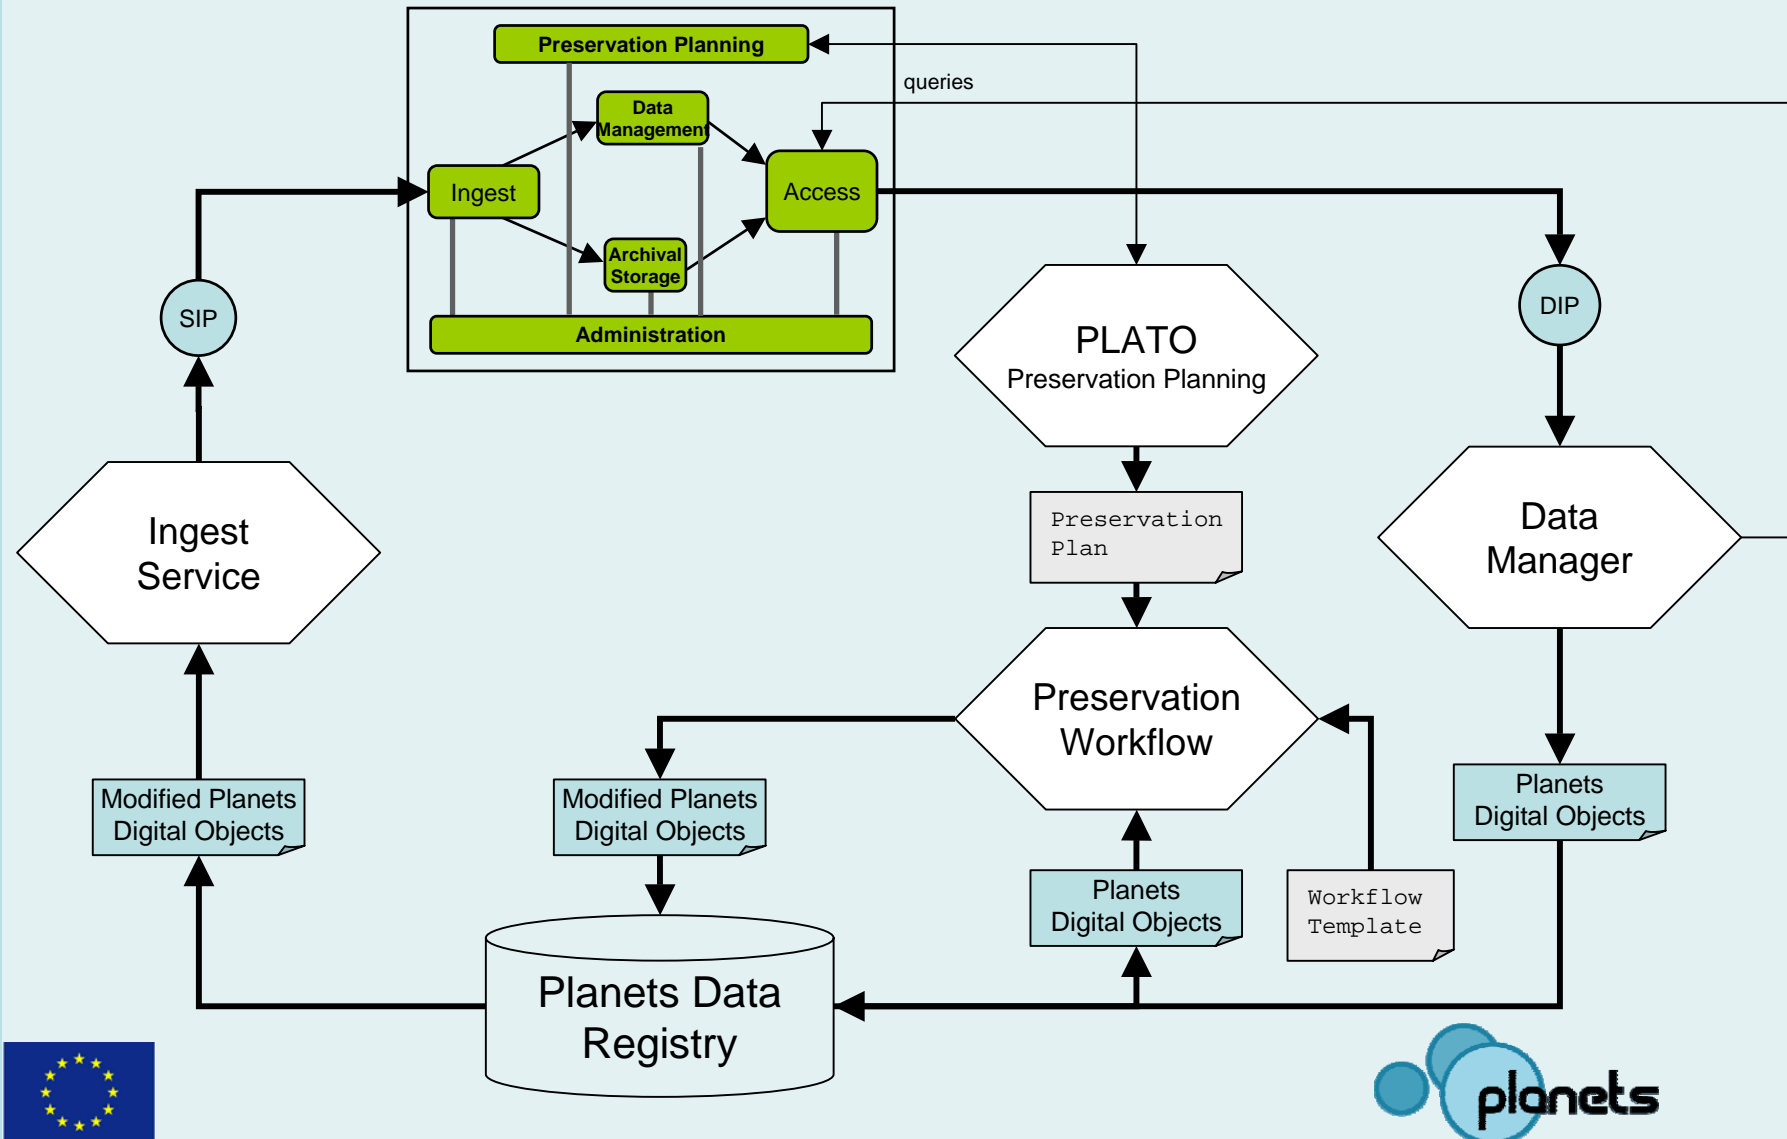 Preservation Planning
queries
Data
Management
Ingest
Access
Archival
Storage
Administration
SIP
DIP
PLATO
Preservation Planning
Ingest
Service
Preservation
Plan
Data
Manager
Preservation
Workflow
Modified Planets
Digital Objects
Modified Planets
Digital Objects
Planets
Digital Objects
Planets
Digital Objects
Workflow
Template
Planets Data
Registry
planets